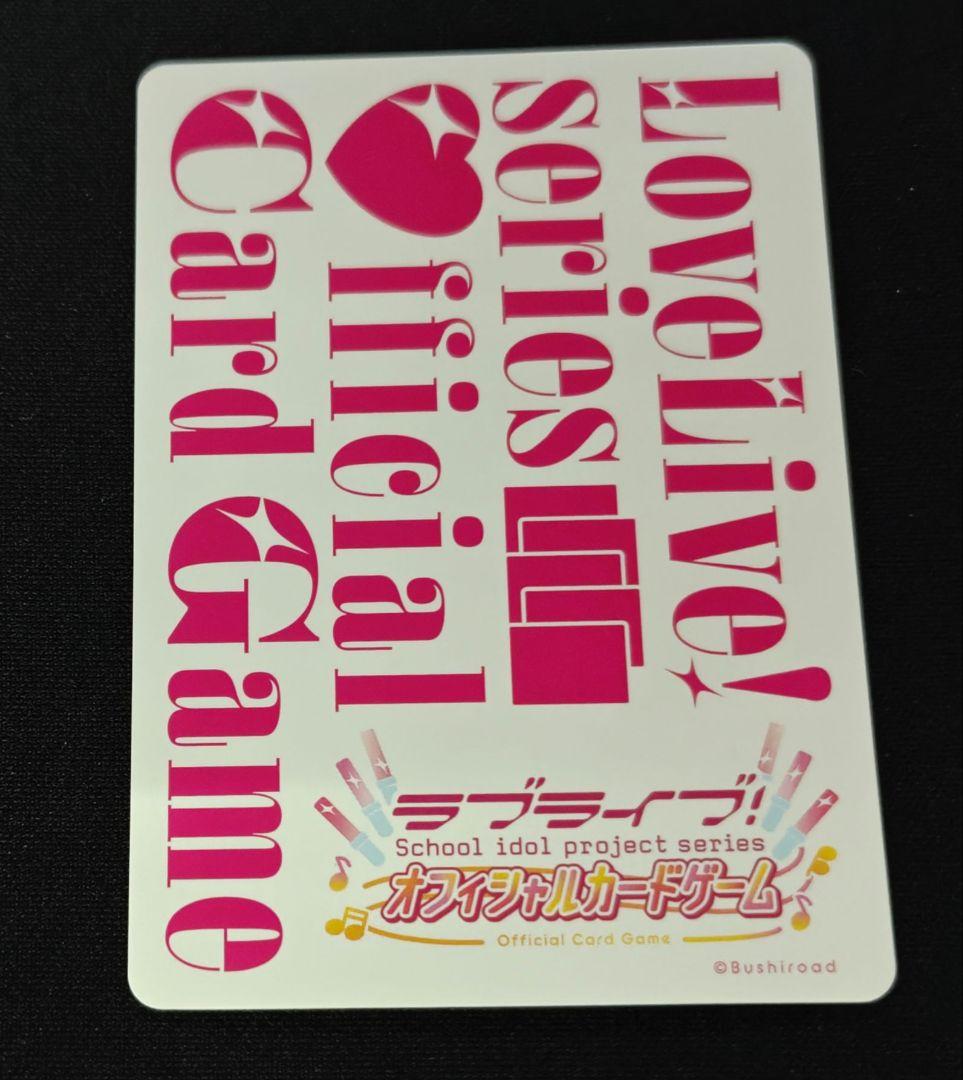 LoveLive!
series
Official
Card Game
ラブライブ!
School idol project series
オフィシャルカードゲーム
Official Card Game
©Bushiroad